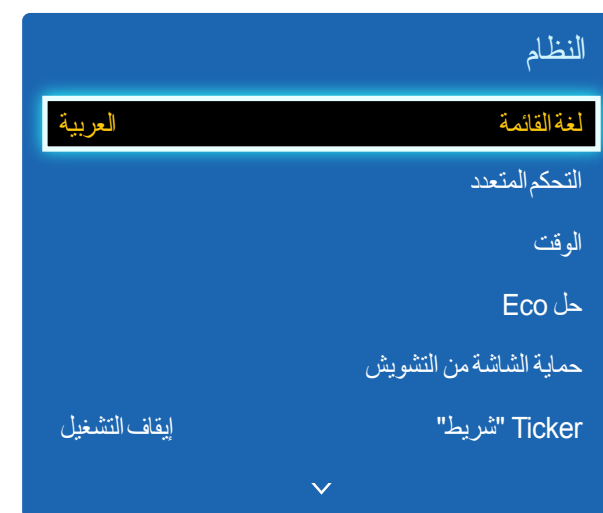 النظام
لغة القائمة العربية
التحكم المتعدد
الوقت
حل Eco
حماية الشاشة من التشويش
Ticker "شريط" إيقاف التشغيل